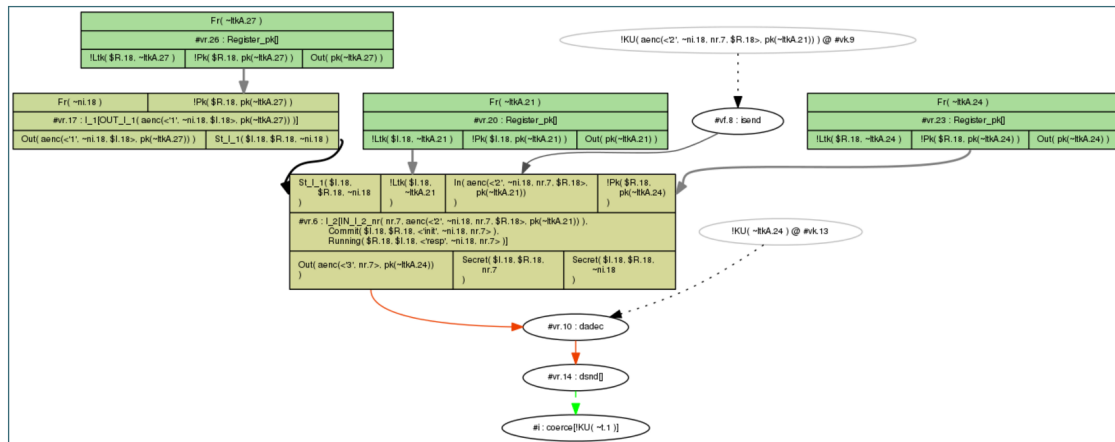 Fr( ~ltkA.27 )
#vr.26 : Register_pk[]
!Ltk( $R.18, ~ltkA.27 ) !Pk( $R.18, pk(~ltkA.27) ) Out( pk(~ltkA.27) )
!KU( aenc(<'2', ~ni.18, nr.7, $R.18>, pk(~ltkA.21)) ) @ #vk.9
Fr( ~ni.18 ) !Pk( $R.18, pk(~ltkA.27) )
#vr.17 : I_1[OUT_I_1( aenc(<'1', ~ni.18, $I.18>, pk(~ltkA.27)) )]
Out( aenc(<'1', ~ni.18, $I.18>, pk(~ltkA.27)) ) St_I_1( $I.18, $R.18, ~ni.18 )
Fr( ~ltkA.21 )
#vr.20 : Register_pk[]
!Ltk( $I.18, ~ltkA.21 ) !Pk( $I.18, pk(~ltkA.21) ) Out( pk(~ltkA.21) )
#vf.8 : isend
Fr( ~ltkA.24 )
#vr.23 : Register_pk[]
!Ltk( $R.18, ~ltkA.24 ) !Pk( $R.18, pk(~ltkA.24) ) Out( pk(~ltkA.24) )
St_I_1( $I.18, !Ltk( $I.18, In( aenc(<'2', ~ni.18, nr.7, $R.18>, !Pk( $R.18,
$R.18, ~ni.18 ~ltkA.21 pk(~ltkA.21)) pk(~ltkA.24)
) ) ) )
#vr.6 : I_2[IN_I_2_nr( nr.7, aenc(<'2', ~ni.18, nr.7, $R.18>, pk(~ltkA.21)) ),
Commit( $I.18, $R.18, <'init', ~ni.18, nr.7> ),
Running( $R.18, $I.18, <'resp', ~ni.18, nr.7> )]
Out( aenc(<'3', nr.7>, pk(~ltkA.24)) Secret( $I.18, $R.18, Secret( $I.18, $R.18,
) nr.7 ~ni.18
) )
!KU( ~ltkA.24 ) @ #vk.13
#vr.10 : dadec
#vr.14 : dsnd[]
#i : coerce[!KU( ~t.1 )]